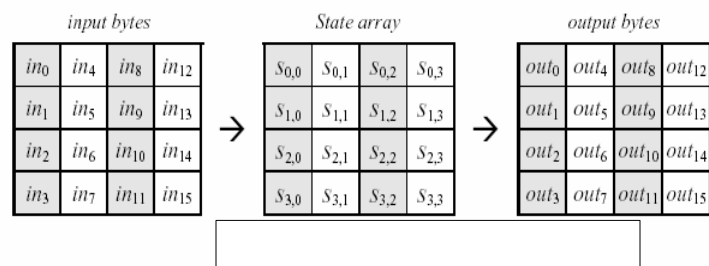 input bytes State array output bytes
in0 in4 in8 in12 S0,0 S0,1 S0,2 S0,3 out0 out4 out8 out12
in1 in5 in9 in13 S1,0 S1,1 S1,2 S1,3 out1 out5 out9 out13
in2 in6 in10 in14 S2,0 S2,1 S2,2 S2,3 out2 out6 out10 out14
in3 in7 in11 in15 S3,0 S3,1 S3,2 S3,3 out3 out7 out11 out15